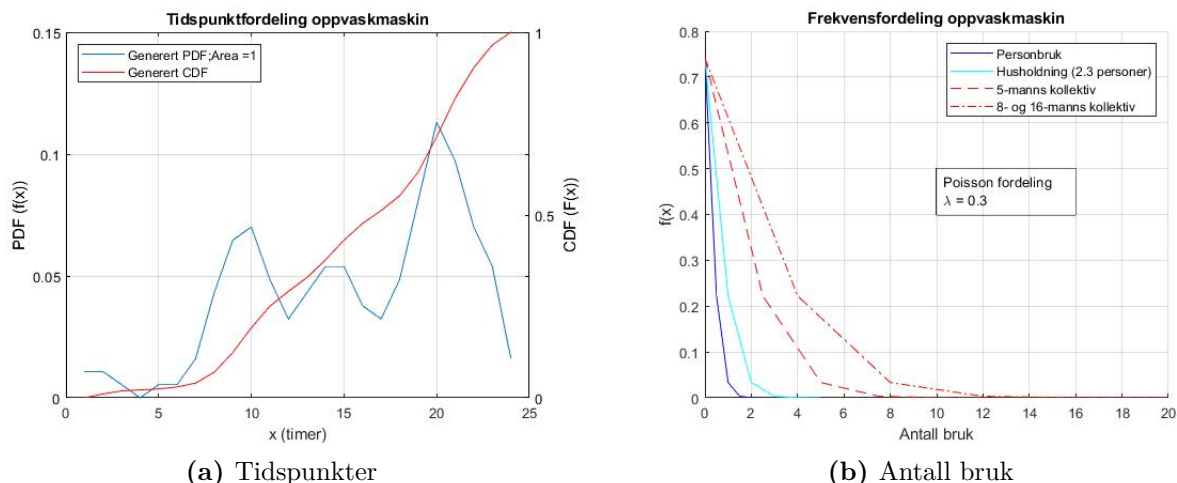 Tidspunktfordeling oppvaskmaskin
Generert PDF;Area =1
Generert CDF
0.15
0.1
0.05
0
PDF (f(x))
1
0.5
0
CDF (F(x))
0 5 10 15 20 25
x (timer)
(a) Tidspunkter
Frekvensfordeling oppvaskmaskin
Personbruk
Husholdning (2.3 personer)
5-manns kollektiv
8- og 16-manns kollektiv
Poisson fordeling
λ = 0.3
0.8
0.7
0.6
0.5
0.4
0.3
0.2
0.1
0
f(x)
0 2 4 6 8 10 12 14 16 18 20
Antall bruk
(b) Antall bruk